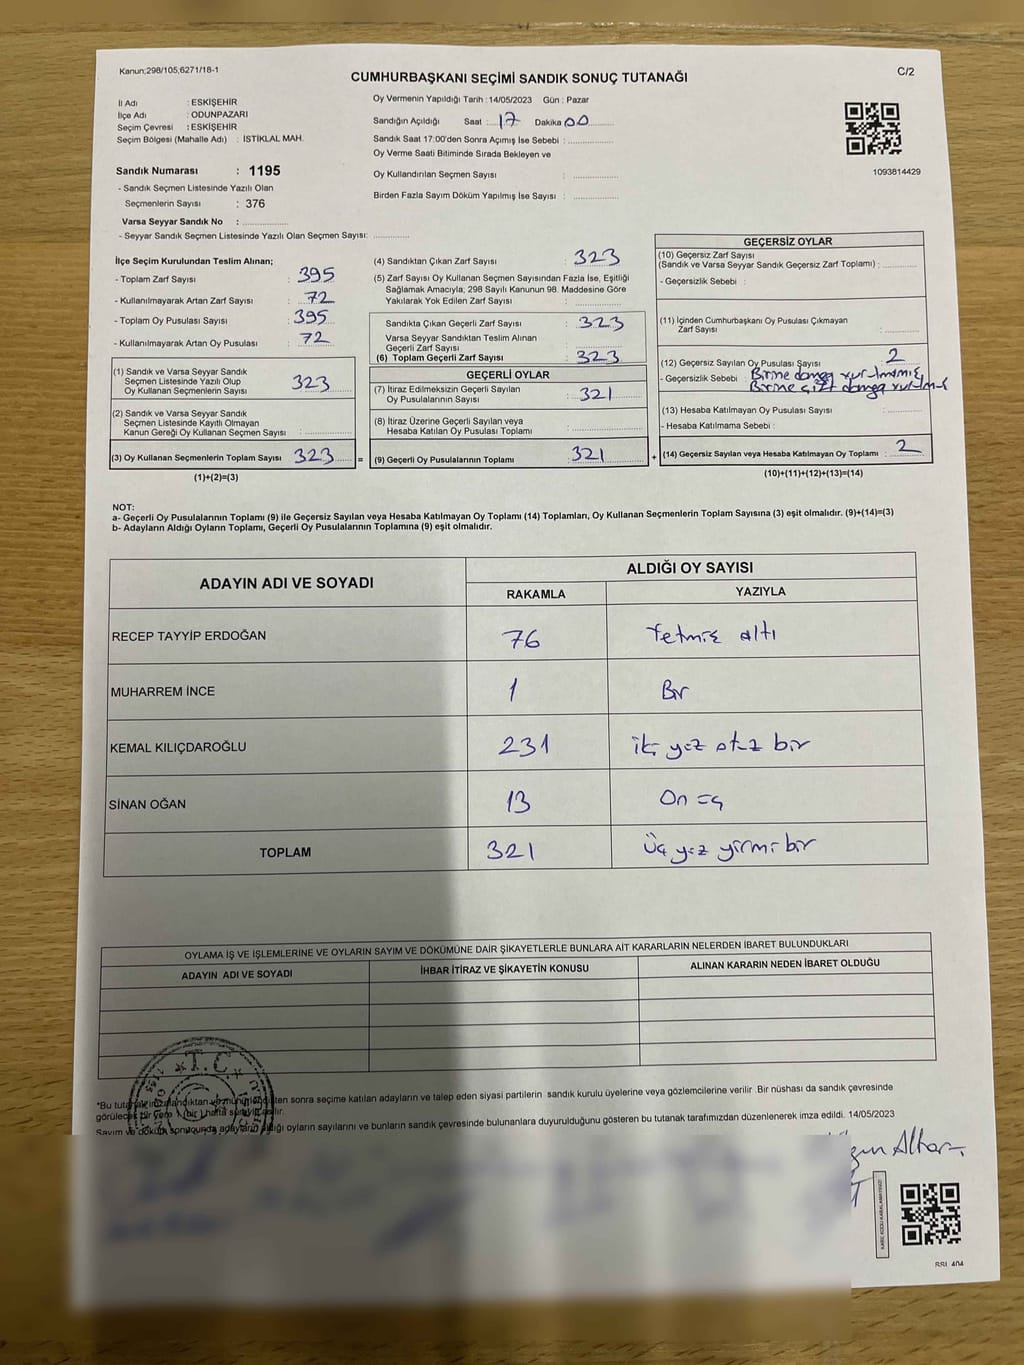 Kanun;298/105;6271/18-1
C/2
CUMHURBAŞKANI SEÇİMİ SANDIK SONUÇ TUTANAĞI
İl Adı : ESKİŞEHİR
İlçe Adı : ODUNPAZARI
Seçim Çevresi : ESKİŞEHİR
Seçim Bölgesi (Mahalle Adı) : İSTİKLAL MAH.
Sandık Numarası : 1195
- Sandık Seçmen Listesinde Yazılı Olan
Seçmenlerin Sayısı : 376
Varsa Seyyar Sandık No :
- Seyyar Sandık Seçmen Listesinde Yazılı Olan Seçmen Sayısı:
Oy Vermenin Yapıldığı Tarih : 14/05/2023 Gün : Pazar
Sandığın Açıldığı Saat : 17 Dakika 00
Sandık Saat 17:00'den Sonra Açımış İse Sebebi :
Oy Verme Saati Bitiminde Sırada Bekleyen ve
Oy Kullandırılan Seçmen Sayısı :
Birden Fazla Sayım Döküm Yapılmış İse Sayısı :
1093814429
İlçe Seçim Kurulundan Teslim Alınan;
- Toplam Zarf Sayısı : 395
- Kullanılmayarak Artan Zarf Sayısı : 72
- Toplam Oy Pusulası Sayısı : 395
- Kullanılmayarak Artan Oy Pusulası : 72
(1) Sandık ve Varsa Seyyar Sandık
Seçmen Listesinde Yazılı Olup
Oy Kullanan Seçmenlerin Sayısı : 323
(2) Sandık ve Varsa Seyyar Sandık
Seçmen Listesinde Kayıtlı Olmayan
Kanun Gereği Oy Kullanan Seçmen Sayısı :
(3) Oy Kullanan Seçmenlerin Toplam Sayısı 323
(1)+(2)=(3)
=
(4) Sandıktan Çıkan Zarf Sayısı : 323
(5) Zarf Sayısı Oy Kullanan Seçmen Sayısından Fazla İse, Eşitliği
Sağlamak Amacıyla; 298 Sayılı Kanunun 98. Maddesine Göre
Yakılarak Yok Edilen Zarf Sayısı :
Sandıkta Çıkan Geçerli Zarf Sayısı : 323
Varsa Seyyar Sandıktan Teslim Alınan
Geçerli Zarf Sayısı :
(6) Toplam Geçerli Zarf Sayısı : 323
GEÇERLİ OYLAR
(7) İtiraz Edilmeksizin Geçerli Sayılan
Oy Pusulalarının Sayısı : 321
(8) İtiraz Üzerine Geçerli Sayılan veya
Hesaba Katılan Oy Pusulası Toplamı :
(9) Geçerli Oy Pusulalarının Toplamı : 321
+
GEÇERSİZ OYLAR
(10) Geçersiz Zarf Sayısı
(Sandık ve Varsa Seyyar Sandık Geçersiz Zarf Toplamı) :
- Geçersizlik Sebebi :
(11) İçinden Cumhurbaşkanı Oy Pusulası Çıkmayan
Zarf Sayısı :
(12) Geçersiz Sayılan Oy Pusulası Sayısı : 2
- Geçersizlik Sebebi : Birine damga vurulmamış,
Birine çift damga vurulmuş
(13) Hesaba Katılmayan Oy Pusulası Sayısı :
- Hesaba Katılmama Sebebi :
(14) Geçersiz Sayılan veya Hesaba Katılmayan Oy Toplamı : 2
(10)+(11)+(12)+(13)=(14)
NOT:
a- Geçerli Oy Pusulalarının Toplamı (9) ile Geçersiz Sayılan veya Hesaba Katılmayan Oy Toplamı (14) Toplamları, Oy Kullanan Seçmenlerin Toplam Sayısına (3) eşit olmalıdır. (9)+(14)=(3)
b- Adayların Aldığı Oyların Toplamı, Geçerli Oy Pusulalarının Toplamına (9) eşit olmalıdır.
ADAYIN ADI VE SOYADI
ALDIĞI OY SAYISI
RAKAMLA YAZIYLA
RECEP TAYYİP ERDOĞAN 76 Yetmiş altı
MUHARREM İNCE 1 Bir
KEMAL KILIÇDAROĞLU 231 iki yüz otuz bir
SİNAN OĞAN 13 On üç
TOPLAM 321 Üç yüz yirmi bir
OYLAMA İŞ VE İŞLEMLERİNE VE OYLARIN SAYIM VE DÖKÜMÜNE DAİR ŞİKAYETLERLE BUNLARA AİT KARARLARIN NELERDEN İBARET BULUNDUKLARI
ADAYIN ADI VE SOYADI İHBAR İTİRAZ VE ŞİKAYETİN KONUSU ALINAN KARARIN NEDEN İBARET OLDUĞU
T.C.
*Bu tutanak imzalandıktan ve sonra seçime katılan adayların ve talep eden siyasi partilerin sandık kurulu üyelerine veya gözlemcilerine verilir .Bir nüshası da sandık çevresinde
görülecek bir yere 1 (bir) hafta süreyle asılır.
Sayım ve döküm sonucunda adayların aldığı oyların sayılarını ve bunların sandık çevresinde bulunanlara duyurulduğunu gösteren bu tutanak tarafımızdan düzenlenerek imza edildi. 14/05/2023